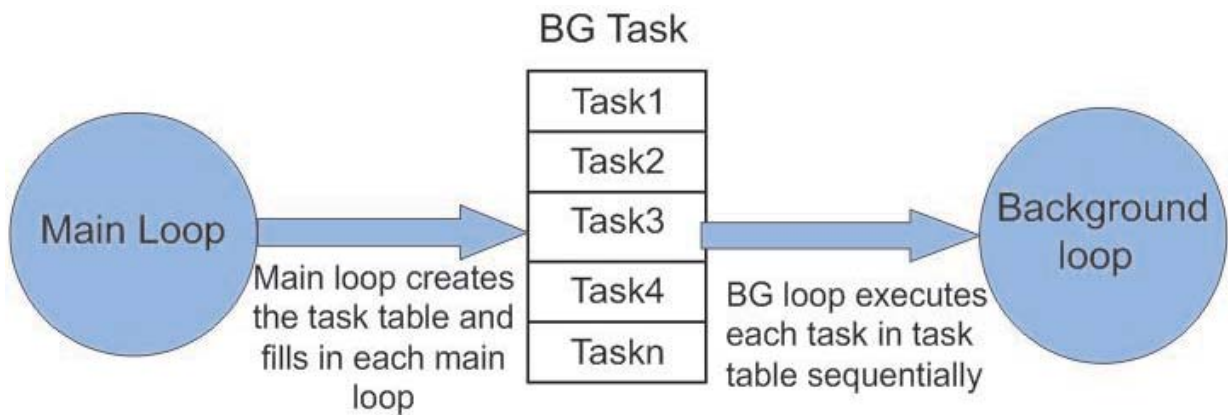 BG Task
Main Loop
Main loop creates
the task table and
fills in each main
loop
Task1
Task2
Task3
Task4
Taskn
BG loop executes
each task in task
table sequentially
Background
loop